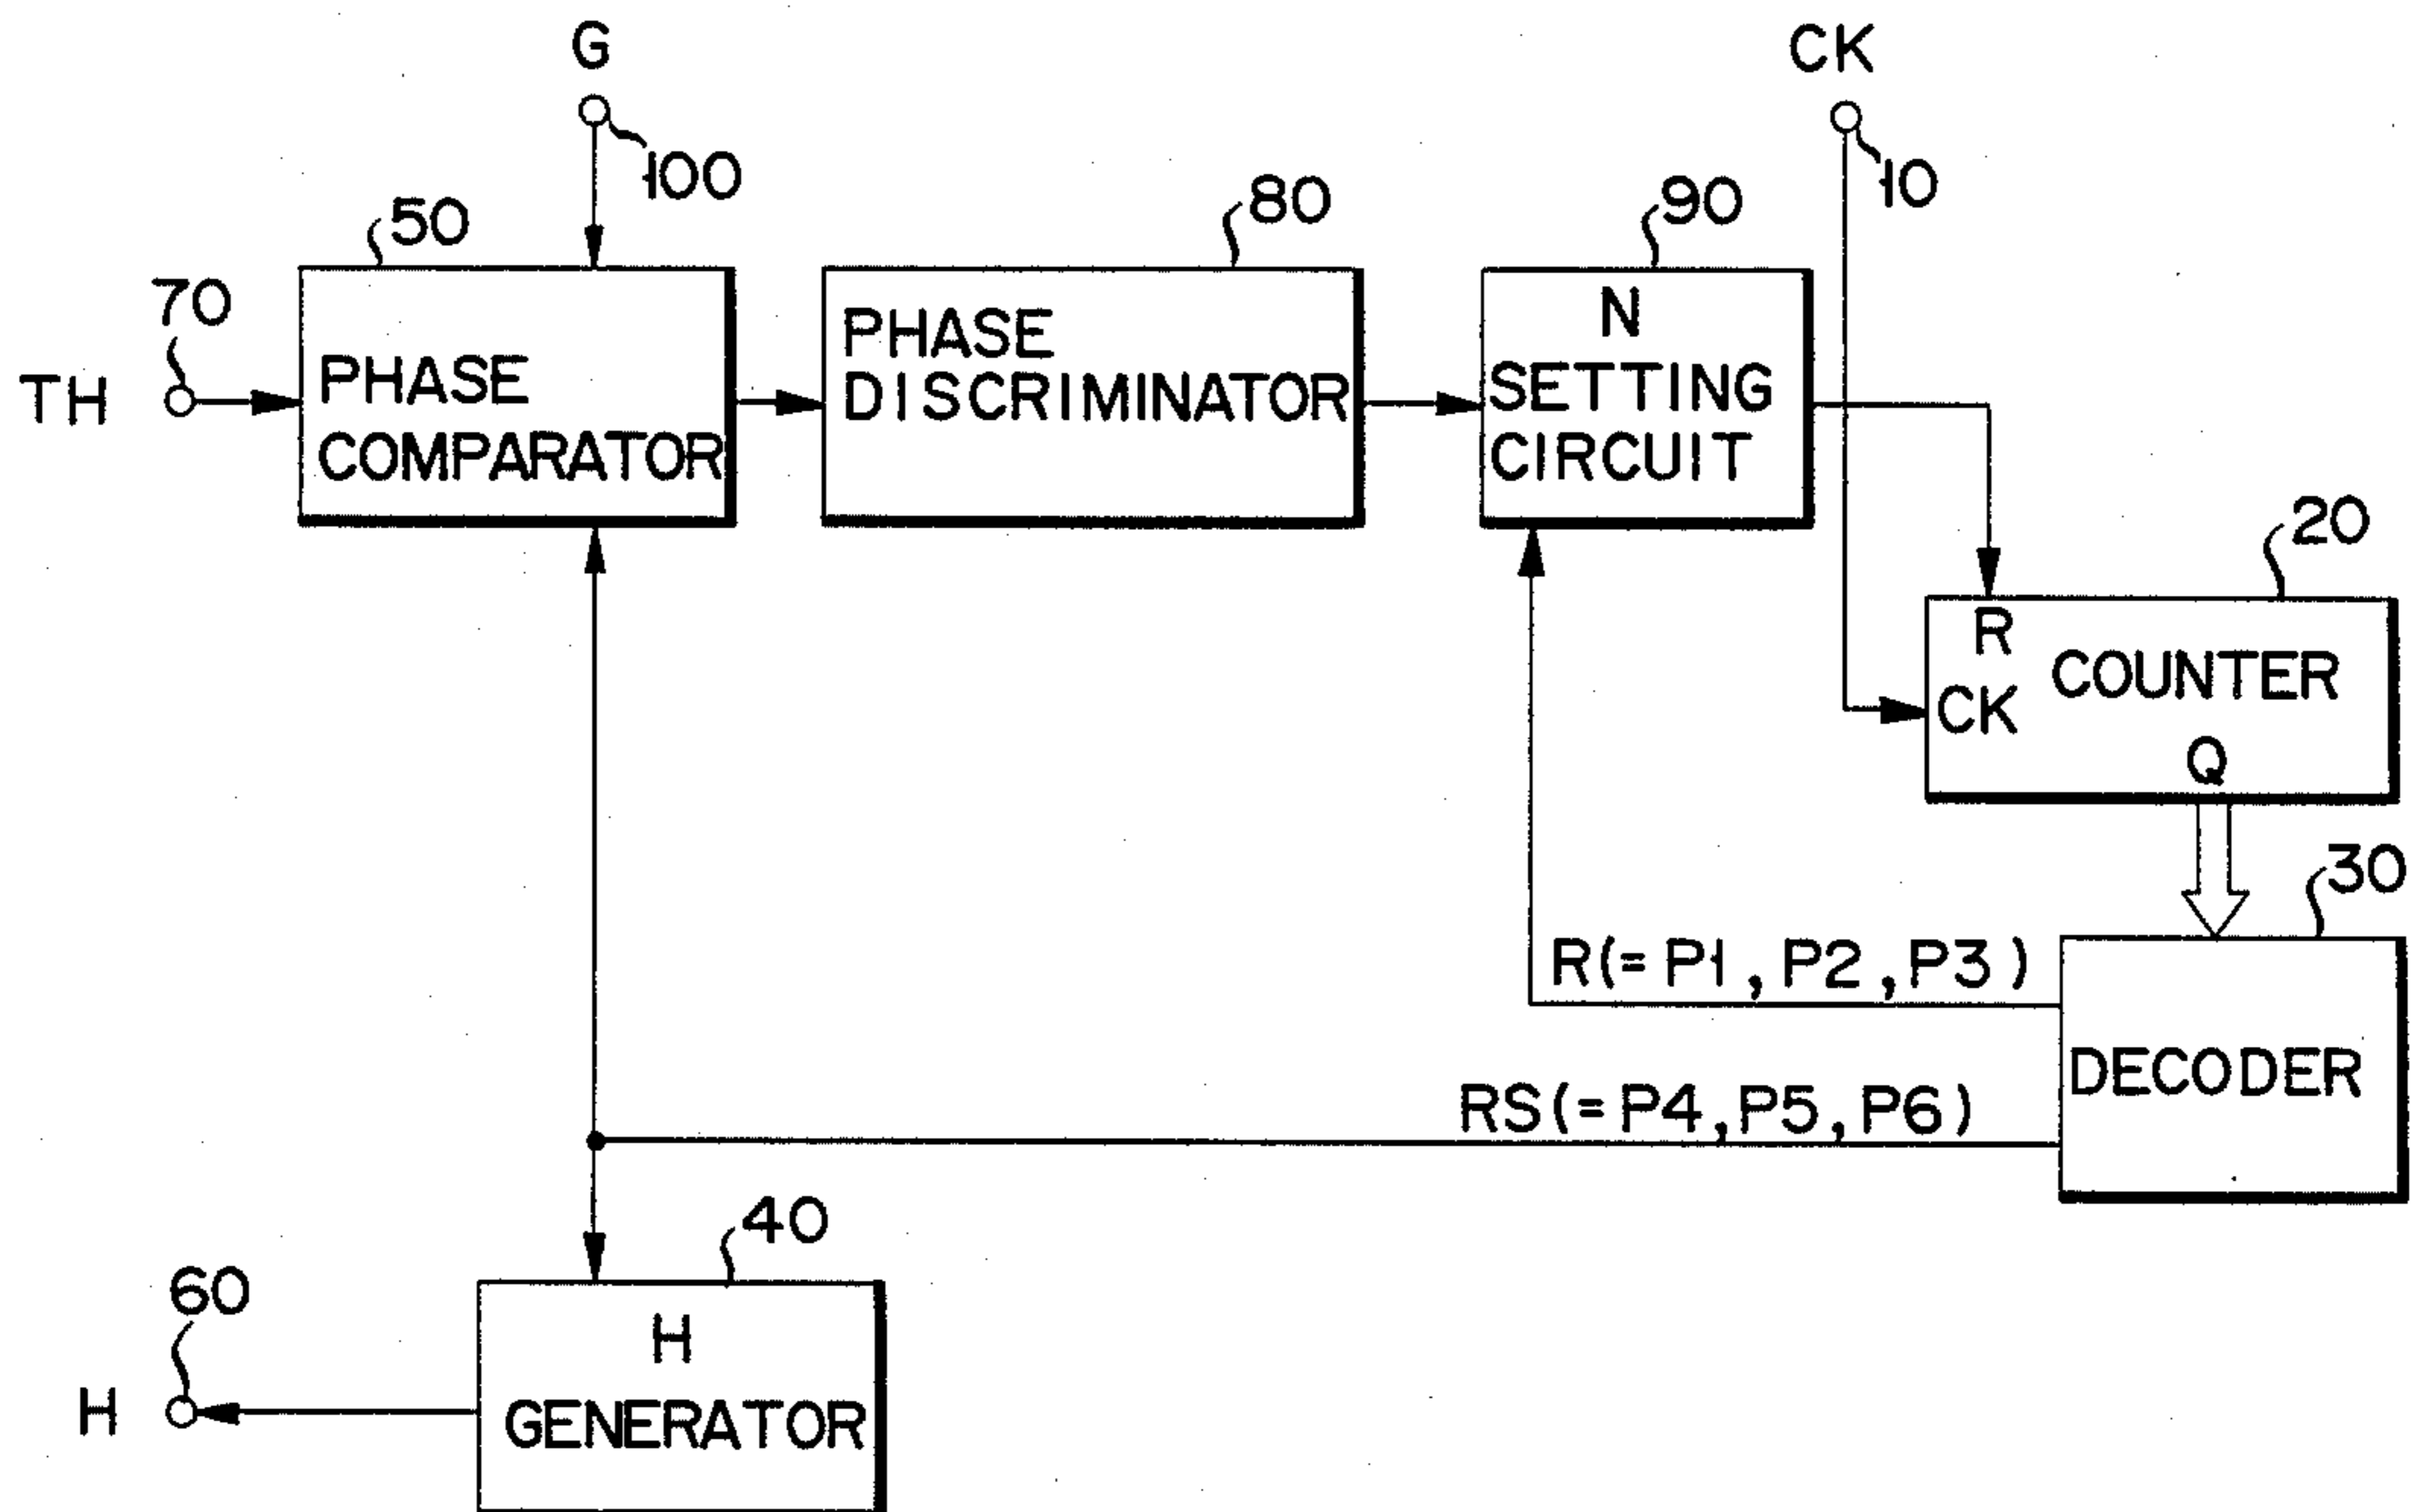 G
CK
100
10
50
80
90
70
TH
PHASE
COMPARATOR
PHASE
DISCRIMINATOR
N
SETTING
CIRCUIT
20
R
CK
COUNTER
Q
30
R(=P1,P2,P3)
DECODER
RS(=P4,P5,P6)
40
60
H
H
GENERATOR